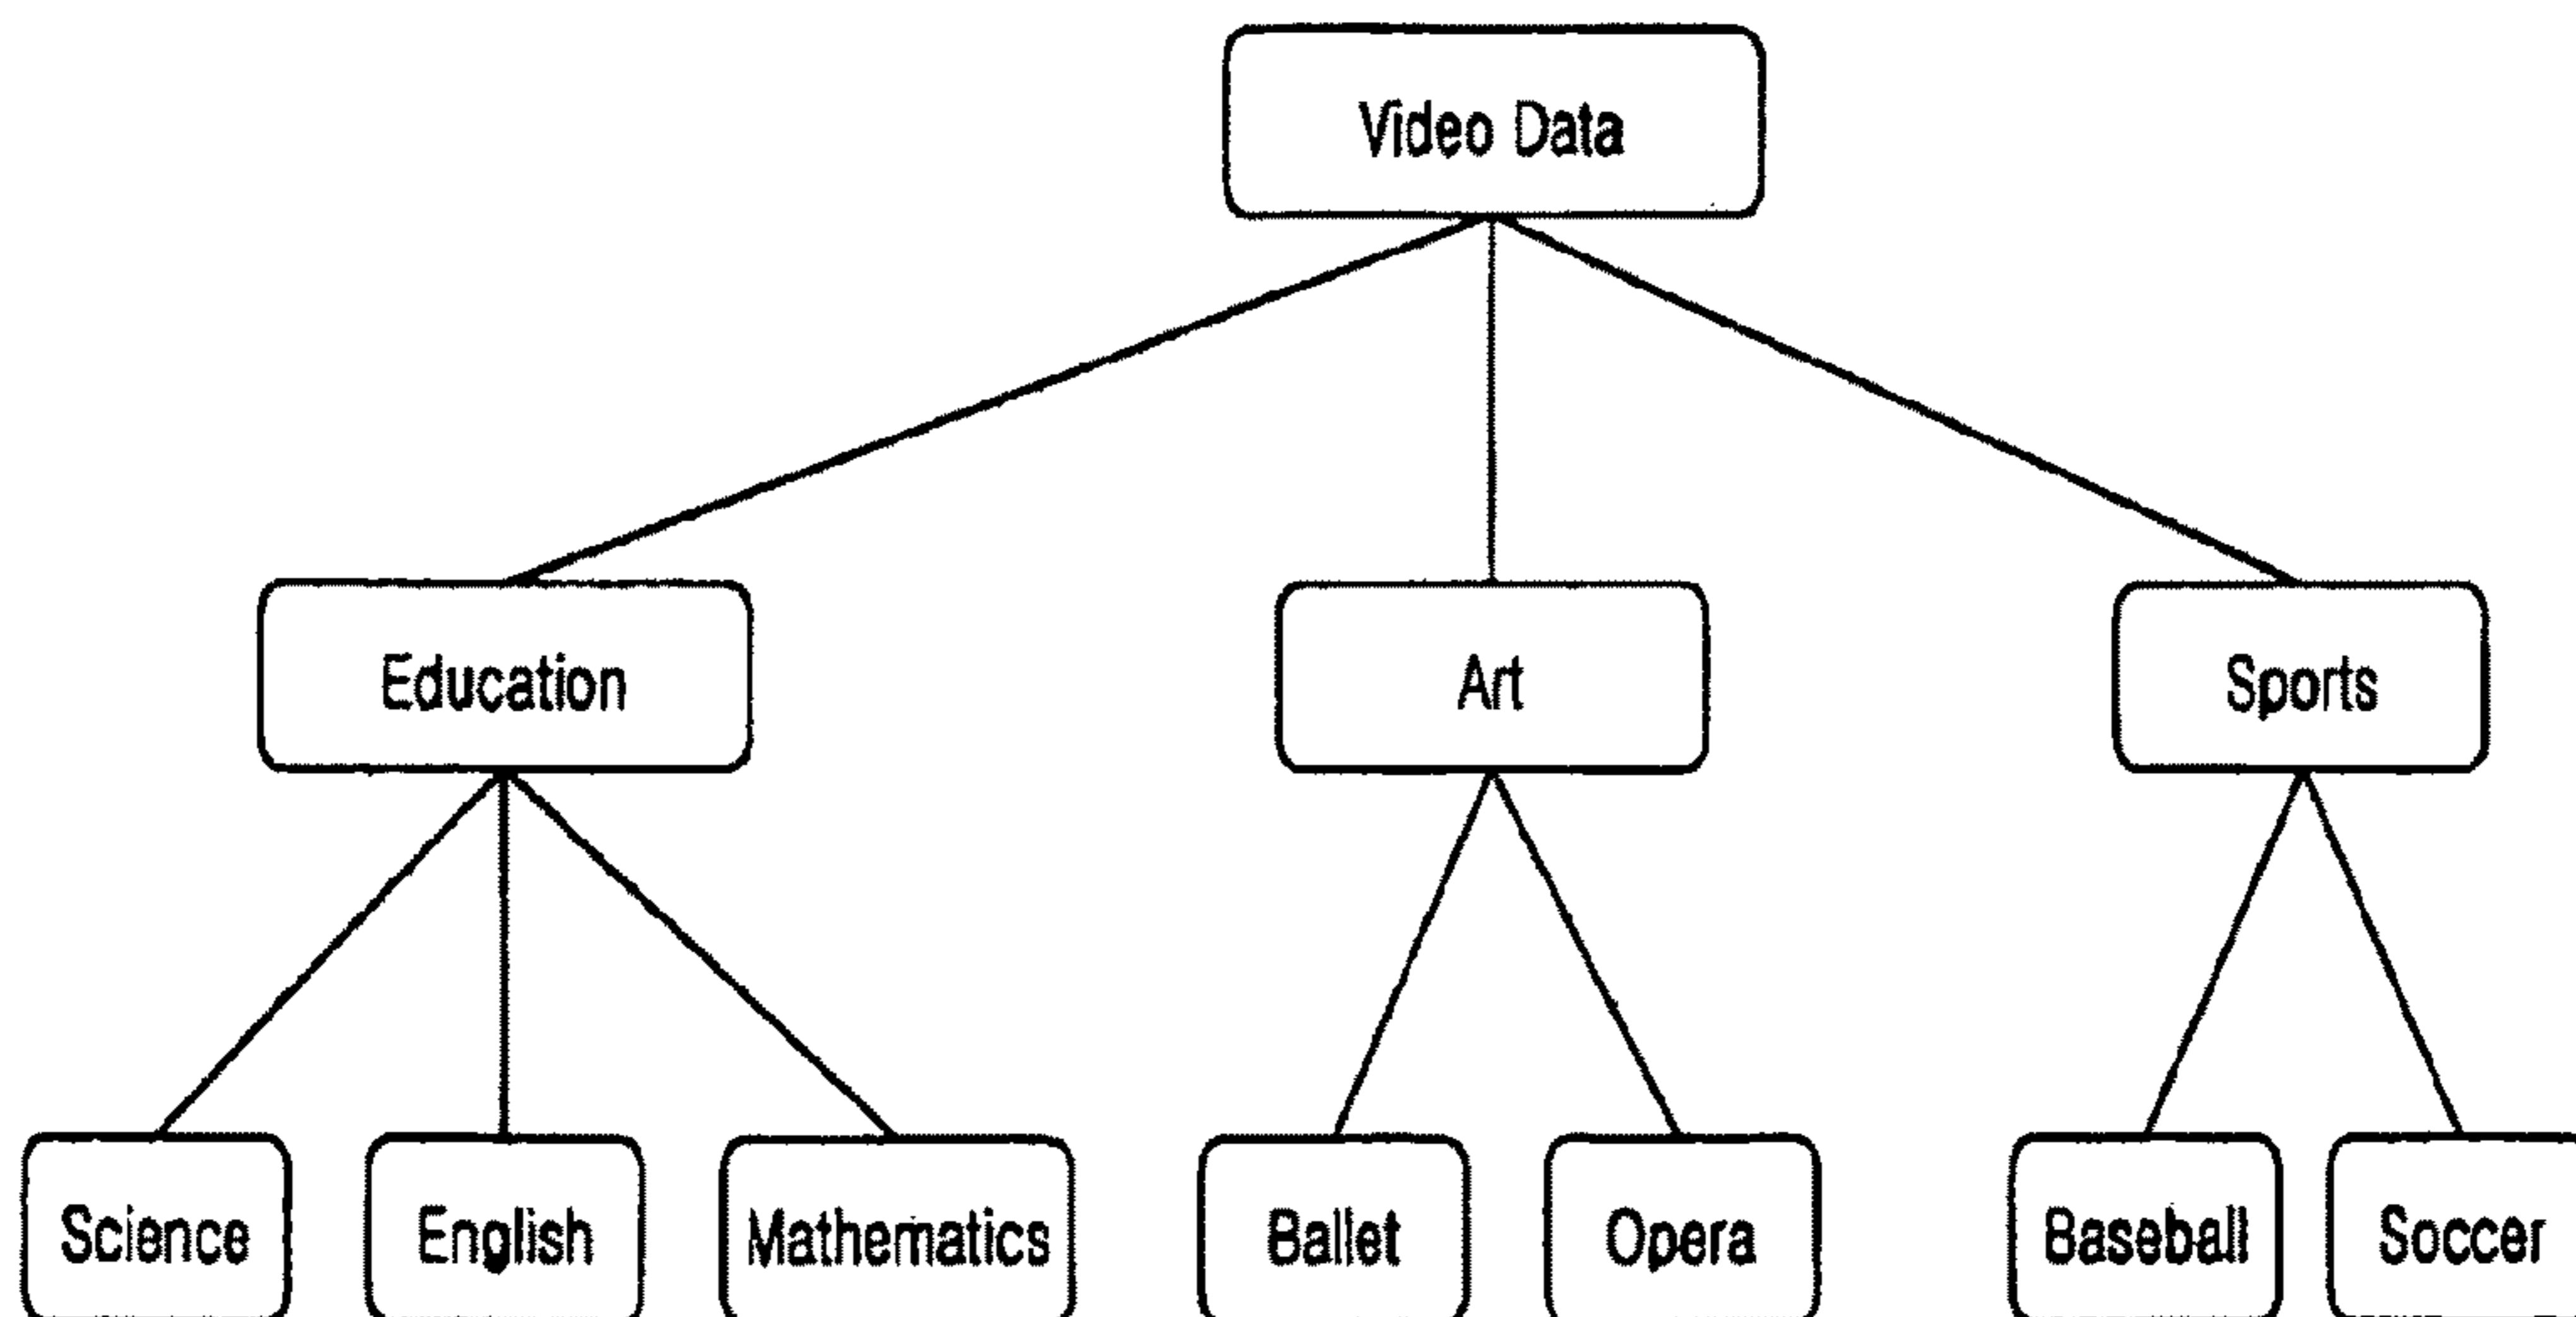 Video Data
Education
Art
Sports
Science
English
Mathematics
Ballet
Opera
Baseball
Soccer